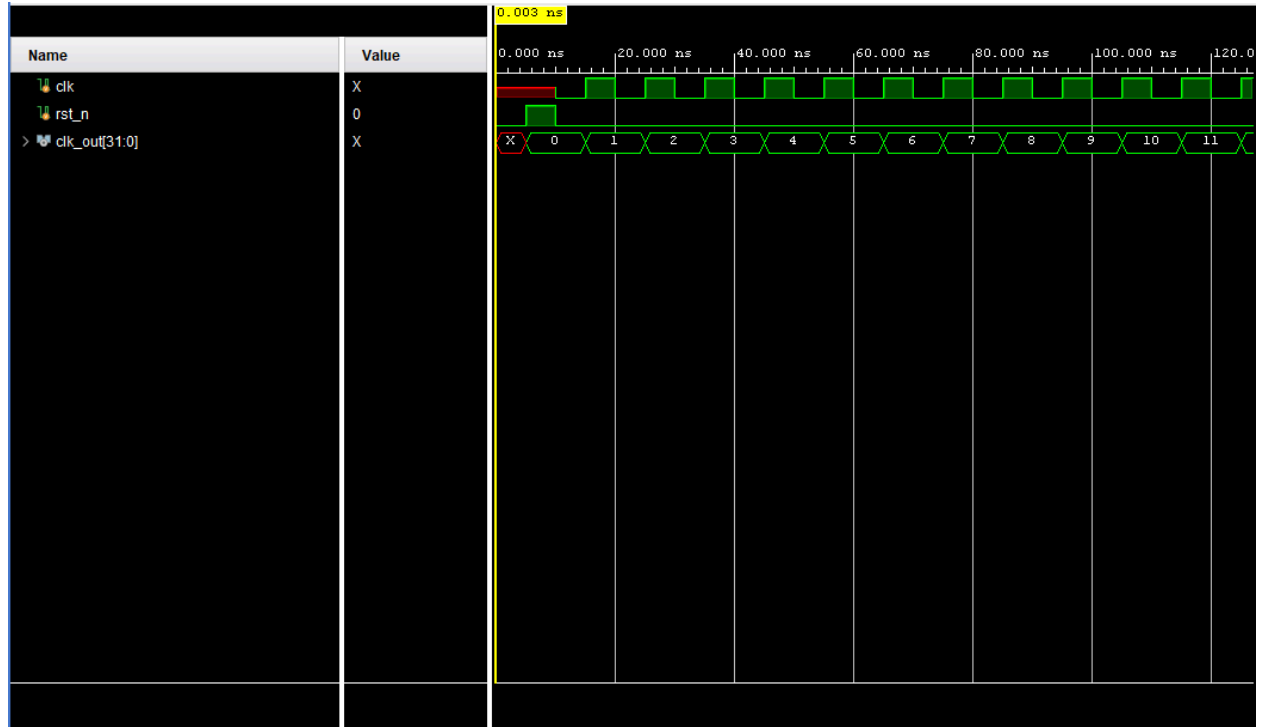 0.003 ns
Name Value
0.000 ns 20.000 ns 40.000 ns 60.000 ns 80.000 ns 100.000 ns 120.0
clk X
rst_n 0
> clk_out[31:0] X X 0 1 2 3 4 5 6 7 8 9 10 11